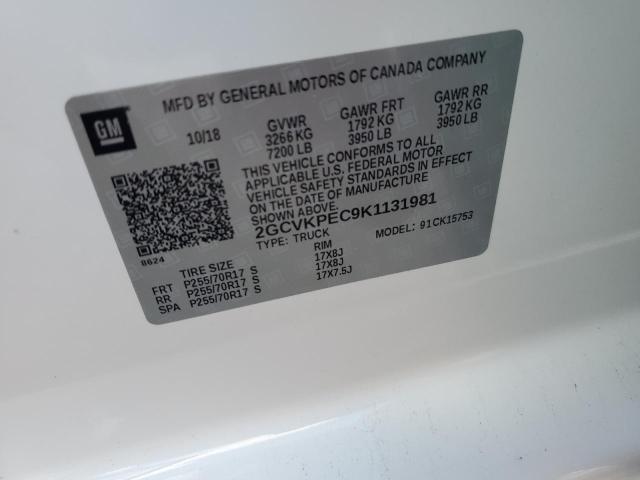 MFD BY GENERAL MOTORS OF CANADA COMPANY
GM
10/18 GVWR GAWR FRT GAWR RR
3266 KG 1792 KG 1792 KG
7200 LB 3950 LB 3950 LB
THIS VEHICLE CONFORMS TO ALL
APPLICABLE U.S. FEDERAL MOTOR
VEHICLE SAFETY STANDARDS IN EFFECT
ON THE DATE OF MANUFACTURE
SHOWN ABOVE.
2GCVKPEC9K1131981
TYPE: TRUCK MODEL: 91CK15753
8624
TIRE SIZE RIM
FRT P255/70R17 S 17X8J
RR P255/70R17 S 17X8J
SPA P255/70R17 S 17X7.5J